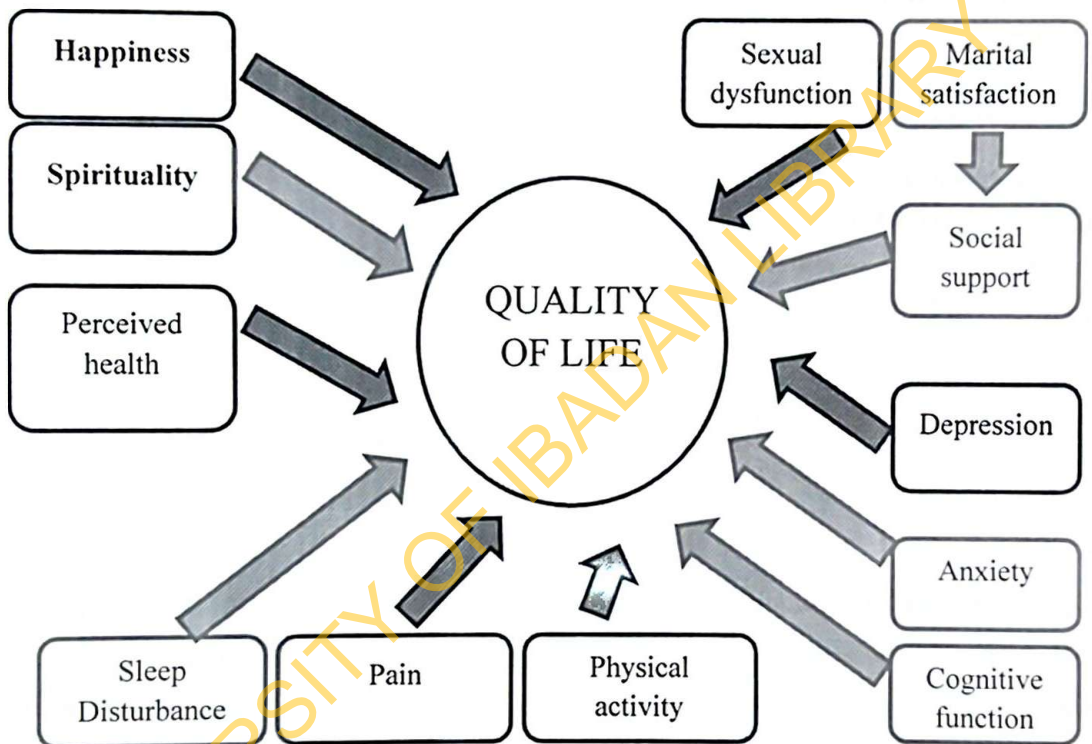 Happiness
Spirituality
Perceived
health
Sexual
dysfunction
Marital
satisfaction
Social
support
QUALITY
OF LIFE
Depression
Anxiety
Cognitive
function
Sleep
Disturbance
Pain
Physical
activity
VERSITY OF IBADAN LIBRARY